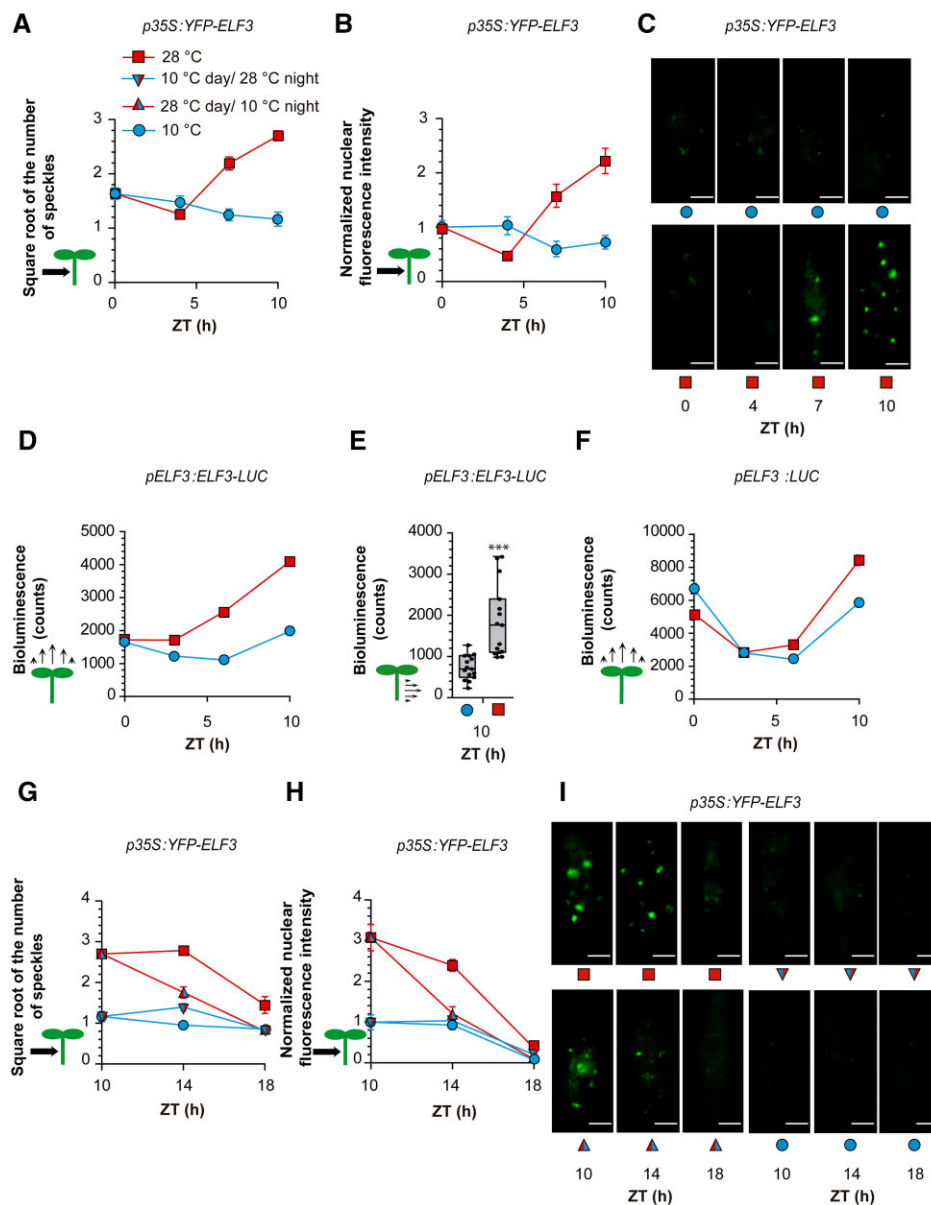 A
p35S:YFP-ELF3
28 °C
10 °C day/ 28 °C night
28 °C day/ 10 °C night
10 °C
Square root of the number
of speckles
3
2
1
0
0
5
10
ZT (h)
B
p35S:YFP-ELF3
Normalized nuclear
fluorescence intensity
3
2
1
0
0
5
10
ZT (h)
C
p35S:YFP-ELF3
0
4
7
10
ZT (h)
D
pELF3:ELF3-LUC
Bioluminescence
(counts)
5000
4000
3000
2000
1000
0
0
5
10
ZT (h)
E
pELF3:ELF3-LUC
Bioluminescence
(counts)
4000
3000
2000
1000
0
***
10
ZT (h)
F
pELF3 :LUC
Bioluminescence
(counts)
10000
8000
6000
4000
2000
0
0
5
10
ZT (h)
G
p35S:YFP-ELF3
Square root of the number
of speckles
4
3
2
1
0
10
14
18
ZT (h)
H
p35S:YFP-ELF3
Normalized nuclear
fluorescence intensity
4
3
2
1
0
10
14
18
ZT (h)
I
p35S:YFP-ELF3
10
14
18
10
14
18
ZT (h)
ZT (h)